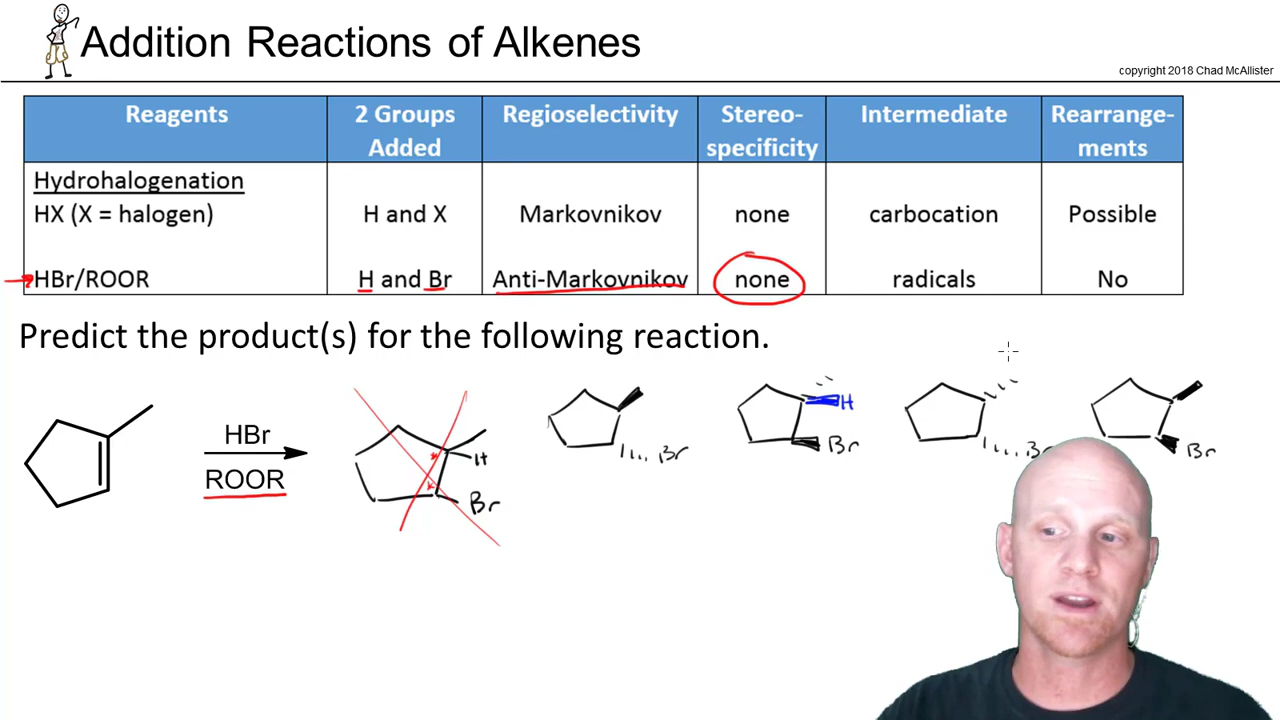 Addition Reactions of Alkenes
copyright 2018 Chad McAllister
Reagents
2 Groups
Added
Regioselectivity
Stereo-
specificity
Intermediate
Rearrange-
ments
Hydrohalogenation
HX (X = halogen)
H and X
Markovnikov
none
carbocation
Possible
HBr/ROOR
H and Br
Anti-Markovnikov
none
radicals
No
Predict the product(s) for the following reaction.
HBr
ROOR
H
Br
Br
H
Br
Br
Br